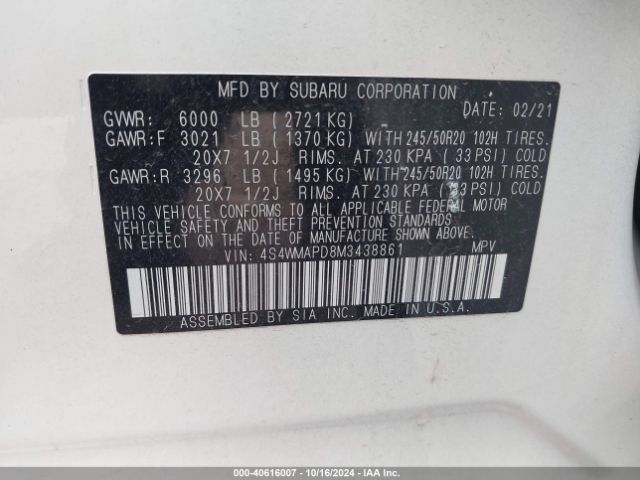 MFD BY SUBARU CORPORATION
DATE: 02/21
GVWR: 6000 LB ( 2721 KG)
GAWR:F 3021 LB ( 1370 KG) WITH 245/50R20 102H TIRES.
20X7 1/2J RIMS. AT 230 KPA ( 33 PSI) COLD
GAWR:R 3296 LB ( 1495 KG) WITH 245/50R20 102H TIRES.
20X7 1/2J RIMS. AT 230 KPA ( 33 PSI) COLD
THIS VEHICLE CONFORMS TO ALL APPLICABLE FEDERAL MOTOR
VEHICLE SAFETY AND THEFT PREVENTION STANDARDS
IN EFFECT ON THE DATE OF MANUFACTURE SHOWN ABOVE.
VIN: 4S4WMAPD8M3438861 MPV
ASSEMBLED BY SIA INC. MADE IN U.S.A.
000-40616007 - 10/16/2024 - IAA Inc.